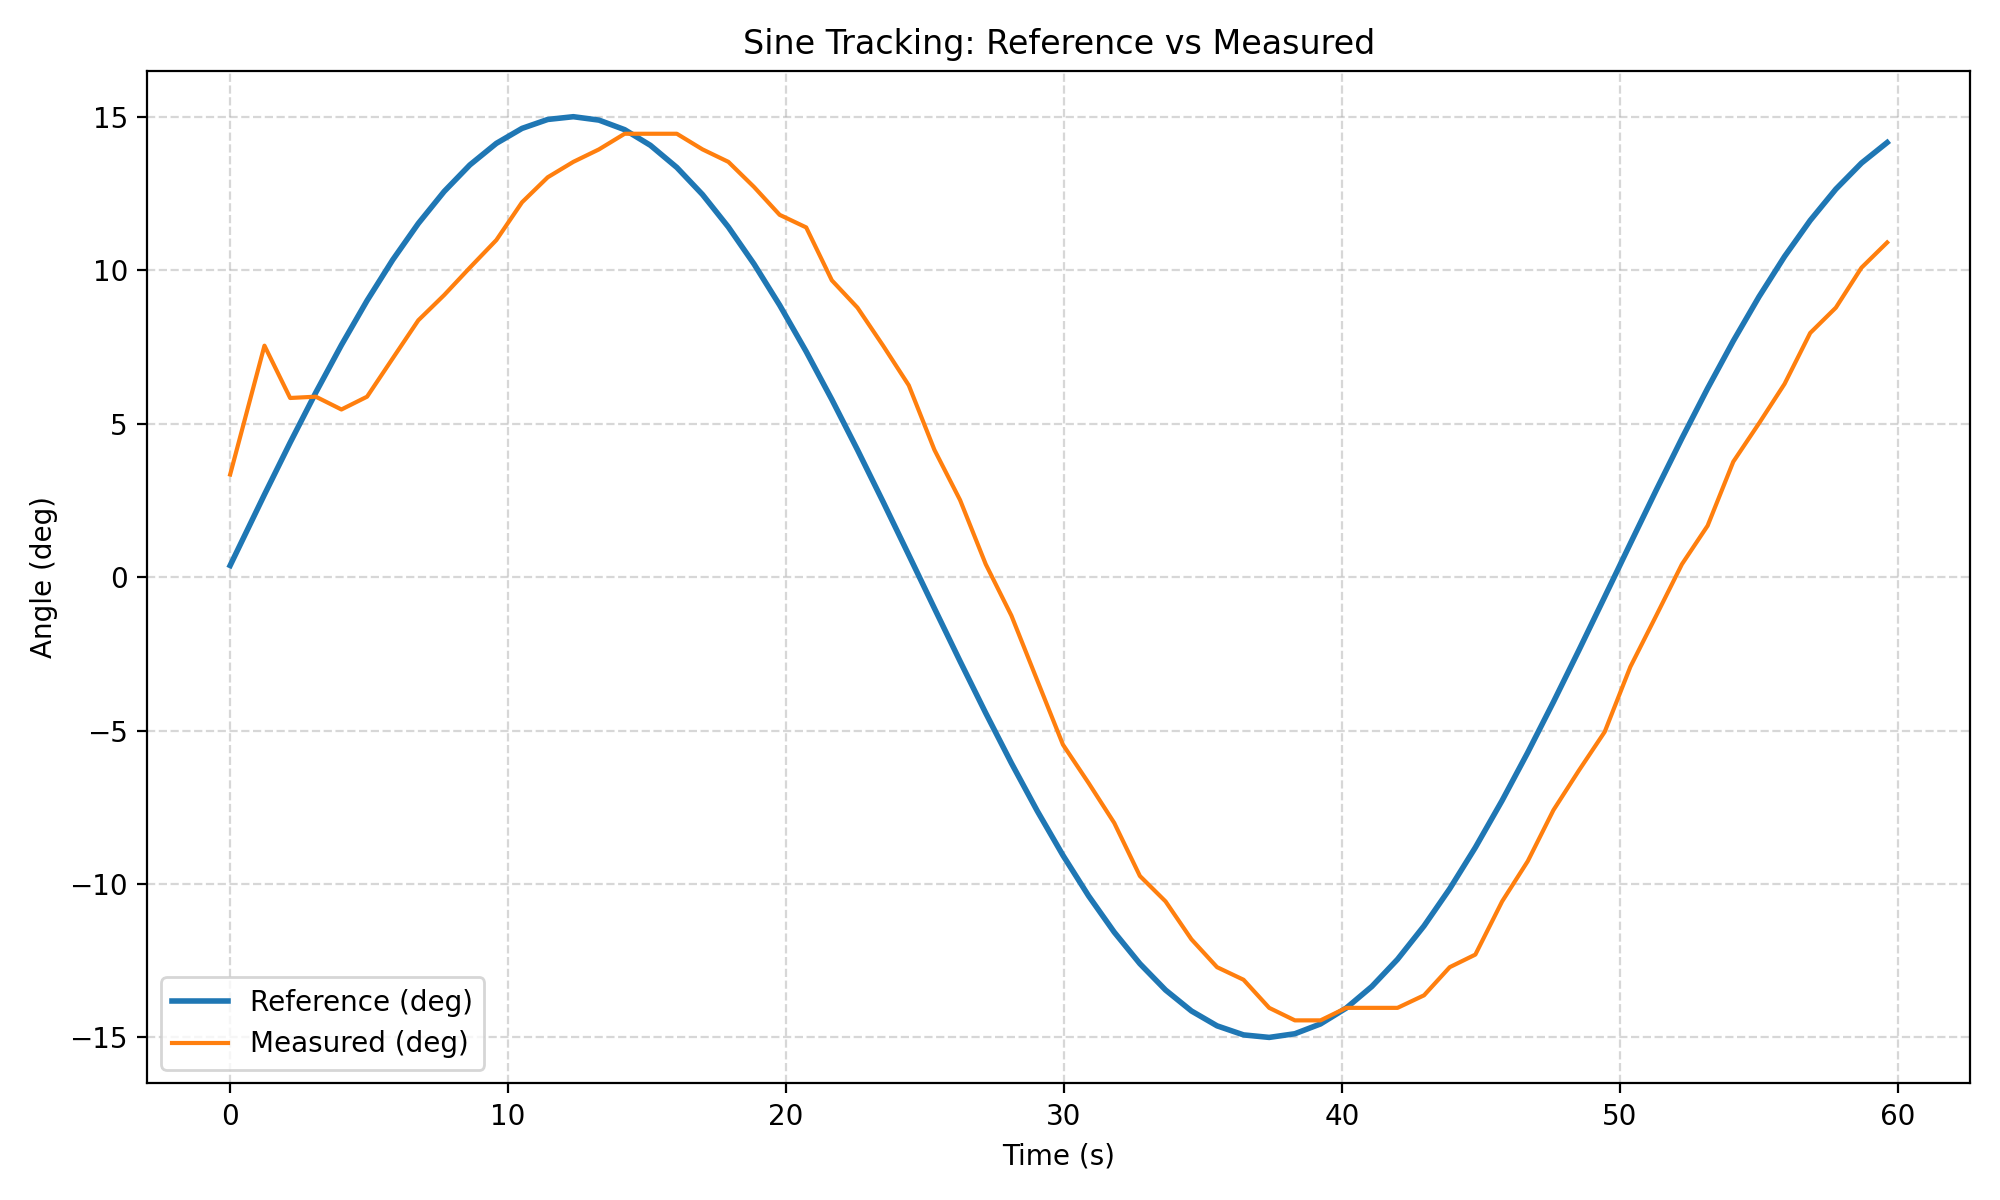 Sine Tracking: Reference vs Measured
15
10
5
0
−5
−10
−15
Angle (deg)
Reference (deg)
Measured (deg)
0 10 20 30 40 50 60
Time (s)